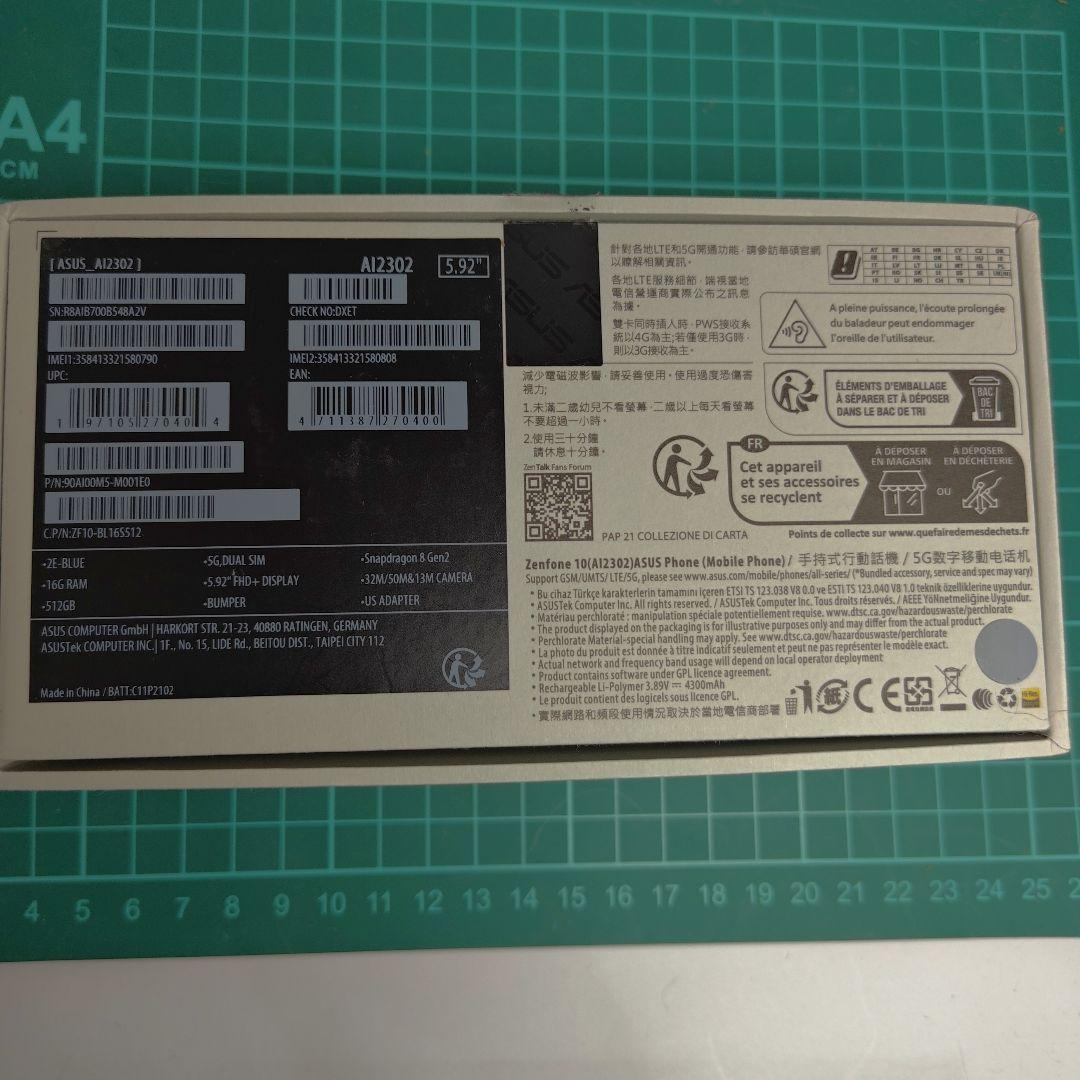 A4
CM
[ ASUS_AI2302 ]
AI2302
5.92"
SN:R8AIB700B548A2V
CHECK NO:DXET
IMEI1:358413321580790
IMEI2:358413321580808
UPC:
1 97105 27040 4
EAN:
4 711387 270400
P/N:90AI00M5-M001E0
C.P/N:ZF10-BL16S512
•2E-BLUE
•5G,DUAL SIM
•Snapdragon 8 Gen2
•16G RAM
•5.92" FHD+ DISPLAY
•32M/50M&13M CAMERA
•512GB
•BUMPER
•US ADAPTER
ASUS COMPUTER GmbH | HARKORT STR. 21-23, 40880 RATINGEN, GERMANY
ASUSTek COMPUTER INC.| 1F., No. 15, LIDE Rd., BEITOU DIST., TAIPEI CITY 112
Made in China / BATT:C11P2102
ASUS
ASUS
針對各地LTE和5G開通功能，請參訪華碩官網
以瞭解相關資訊。
各地LTE服務細節，端視當地
電信營運商實際公布之訊息
為據。
雙卡同時插入時，PWS接收系
統以4G為主;若僅使用3G時，
則以3G接收為主。
減少電磁波影響，請妥善使用。使用過度恐傷害
視力;
1.未滿二歲幼兒不看螢幕，二歲以上每天看螢幕
不要超過一小時。
2.使用三十分鐘
請休息十分鐘。
ZenTalk Fans Forum
PAP 21 COLLEZIONE DI CARTA
A pleine puissance, l'écoute prolongée
du baladeur peut endommager
l'oreille de l'utilisateur.
ÉLÉMENTS D'EMBALLAGE
À SÉPARER ET À DÉPOSER
DANS LE BAC DE TRI
BAC
DE
TRI
FR
Cet appareil
et ses accessoires
se recyclent
À DÉPOSER
EN MAGASIN
OU
À DÉPOSER
EN DÉCHÈTERIE
Points de collecte sur www.quefairedemesdechets.fr
Zenfone 10(AI2302)ASUS Phone (Mobile Phone) / 手持式行動話機 / 5G数字移动电话机
Support GSM/UMTS/ LTE/5G, please see www.asus.com/mobile/phones/all-series/ (*Bundled accessory, service and spec may vary)
• Bu cihaz Türkçe karakterlerin tamamını içeren ETSI TS 123.038 V8 0.0 ve ESTI TS 123.040 V8 1.0 teknik özelliklerine uygundur.
• ASUSTek Computer Inc. All rights reserved. / ASUSTek Computer Inc. Tous droits réservés. / AEEE YöNnetmeliğine Uygundur.
• Matériau perchloraté : manipulation spéciale potentiellement requise. www.dtsc.ca.gov/hazardouswaste/perchlorate
• The product displayed on the packaging is for illustrative purposes only and may differ from the actual product.
• Perchlorate Material-special handling may apply. See www.dtsc.ca.gov/hazardouswaste/perchlorate
• La photo du produit est donnée à titre indicatif seulement et peut ne pas représenter le modèle exact.
• Actual network and frequency band usage will depend on local operator deployment
• Product contains software under GPL licence agreement.
• Rechargeable Li-Polymer 3.89V 4300mAh
• Le produit contient des logiciels sous licence GPL.
• 實際網路和頻段使用情況取決於當地電信商部署
紙
CE
4 5 6 7 8 9 10 11 12 13 14 15 16 17 18 19 20 21 22 23 24 25 2